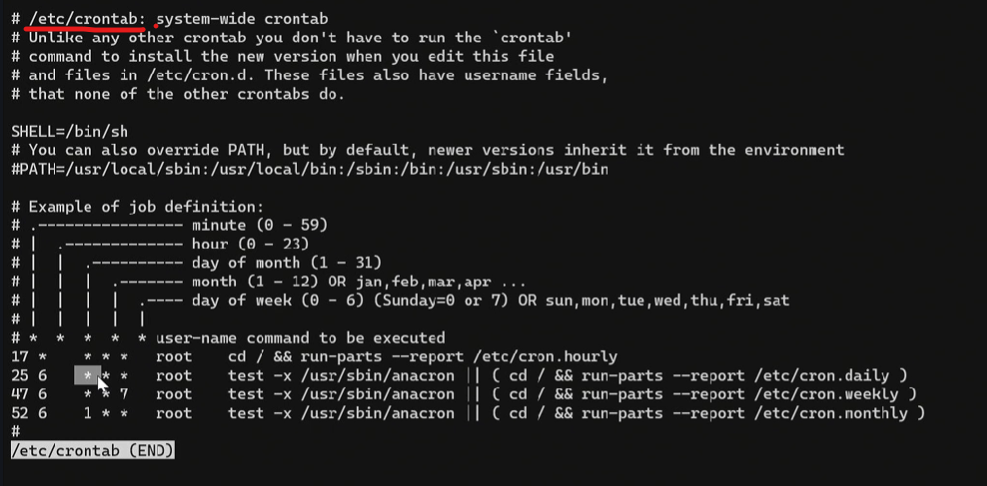 # /etc/crontab: system-wide crontab
# Unlike any other crontab you don't have to run the `crontab'
# command to install the new version when you edit this file
# and files in /etc/cron.d. These files also have username fields,
# that none of the other crontabs do.

SHELL=/bin/sh
# You can also override PATH, but by default, newer versions inherit it from the environment
#PATH=/usr/local/sbin:/usr/local/bin:/sbin:/bin:/usr/sbin:/usr/bin

# Example of job definition:
# .---------------- minute (0 - 59)
# |  .------------- hour (0 - 23)
# |  |  .---------- day of month (1 - 31)
# |  |  |  .------- month (1 - 12) OR jan,feb,mar,apr ...
# |  |  |  |  .---- day of week (0 - 6) (Sunday=0 or 7) OR sun,mon,tue,wed,thu,fri,sat
# |  |  |  |  |
# *  *  *  *  * user-name command to be executed
17 *    * * *   root    cd / && run-parts --report /etc/cron.hourly
25 6    * * *   root    test -x /usr/sbin/anacron || ( cd / && run-parts --report /etc/cron.daily )
47 6    * * 7   root    test -x /usr/sbin/anacron || ( cd / && run-parts --report /etc/cron.weekly )
52 6    1 * *   root    test -x /usr/sbin/anacron || ( cd / && run-parts --report /etc/cron.monthly )
#
/etc/crontab (END)